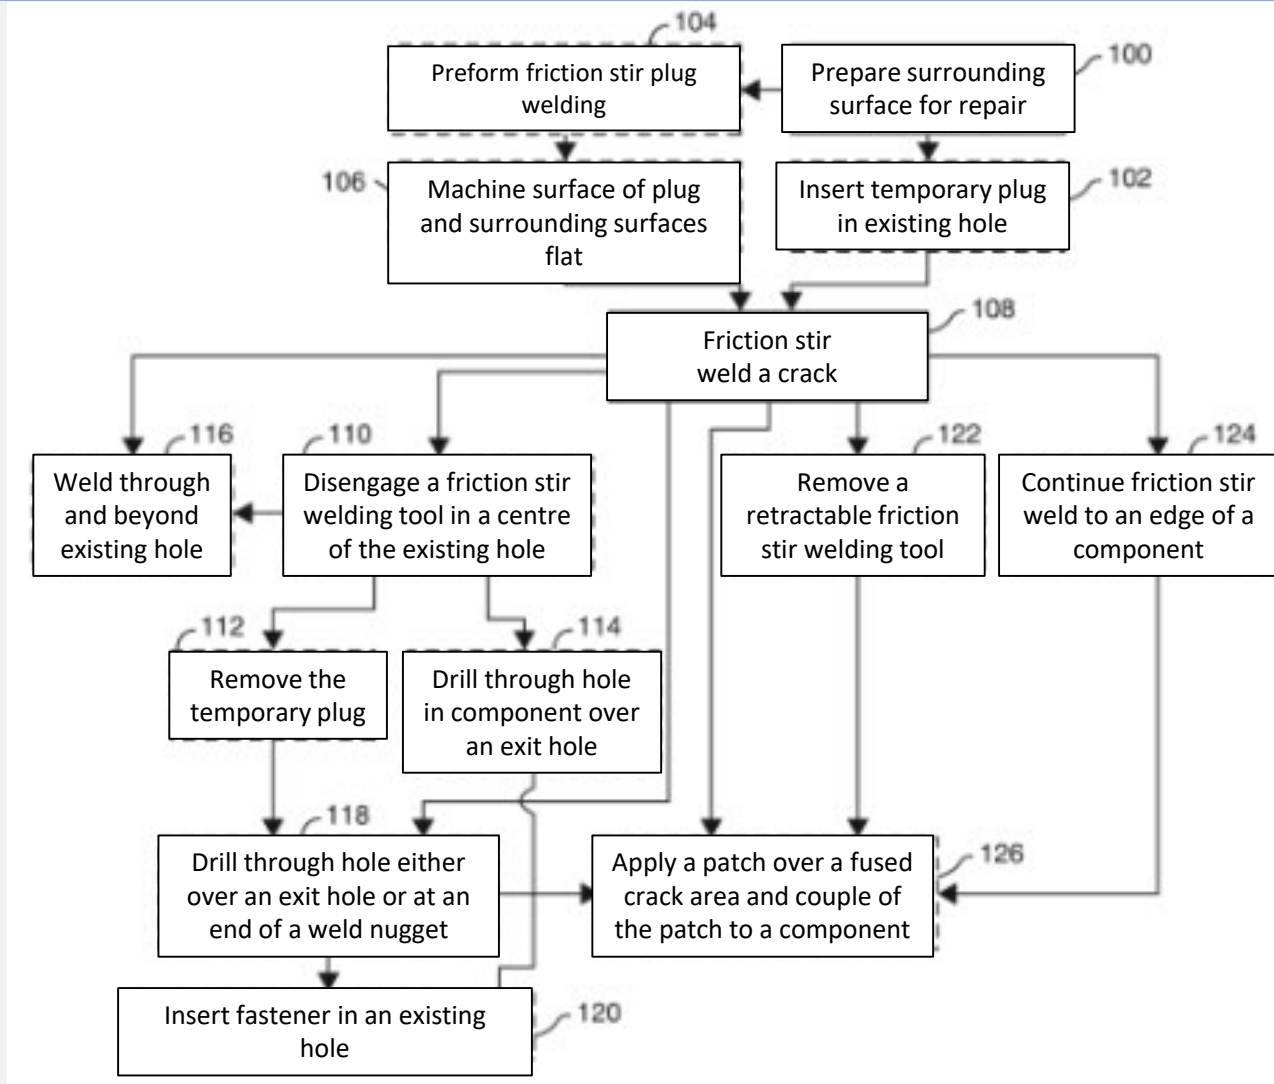 104
Preform friction stir plug
welding
Prepare surrounding
surface for repair
100
106
Machine surface of plug
and surrounding surfaces
flat
Insert temporary plug
in existing hole
102
Friction stir
weld a crack
108
116
Weld through
and beyond
existing hole
110
Disengage a friction stir
welding tool in a centre
of the existing hole
122
Remove a
retractable friction
stir welding tool
124
Continue friction stir
weld to an edge of a
component
112
Remove the
temporary plug
114
Drill through hole
in component over
an exit hole
118
Drill through hole either
over an exit hole or at an
end of a weld nugget
Apply a patch over a fused
crack area and couple of
the patch to a component
126
Insert fastener in an existing
hole
120